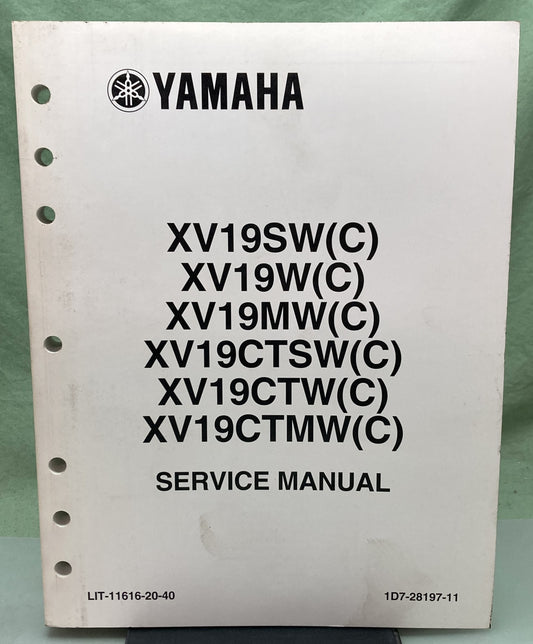 YAMAHA
XV19SW(C)
XV19W(C)
XV19MW(C)
XV19CTSW(C)
XV19CTW(C)
XV19CTMW(C)
SERVICE MANUAL
LIT-11616-20-40 1D7-28197-11